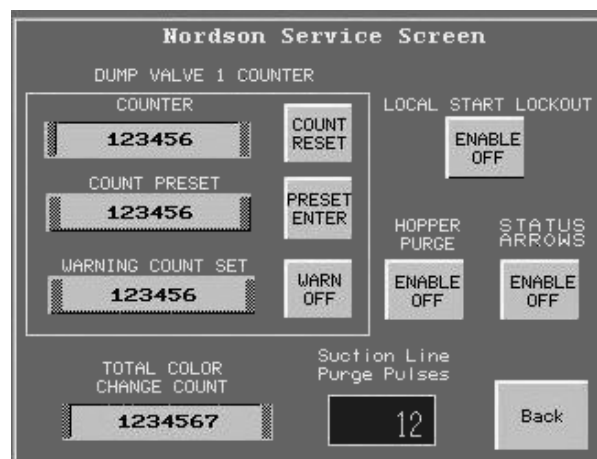 Nordson Service Screen
DUMP VALVE 1 COUNTER
COUNTER
123456
COUNT
RESET
COUNT PRESET
123456
PRESET
ENTER
WARNING COUNT SET
123456
WARN
OFF
LOCAL START LOCKOUT
ENABLE
OFF
HOPPER
PURGE
ENABLE
OFF
STATUS
ARROWS
ENABLE
OFF
TOTAL COLOR
CHANGE COUNT
1234567
Suction Line
Purge Pulses
12
Back